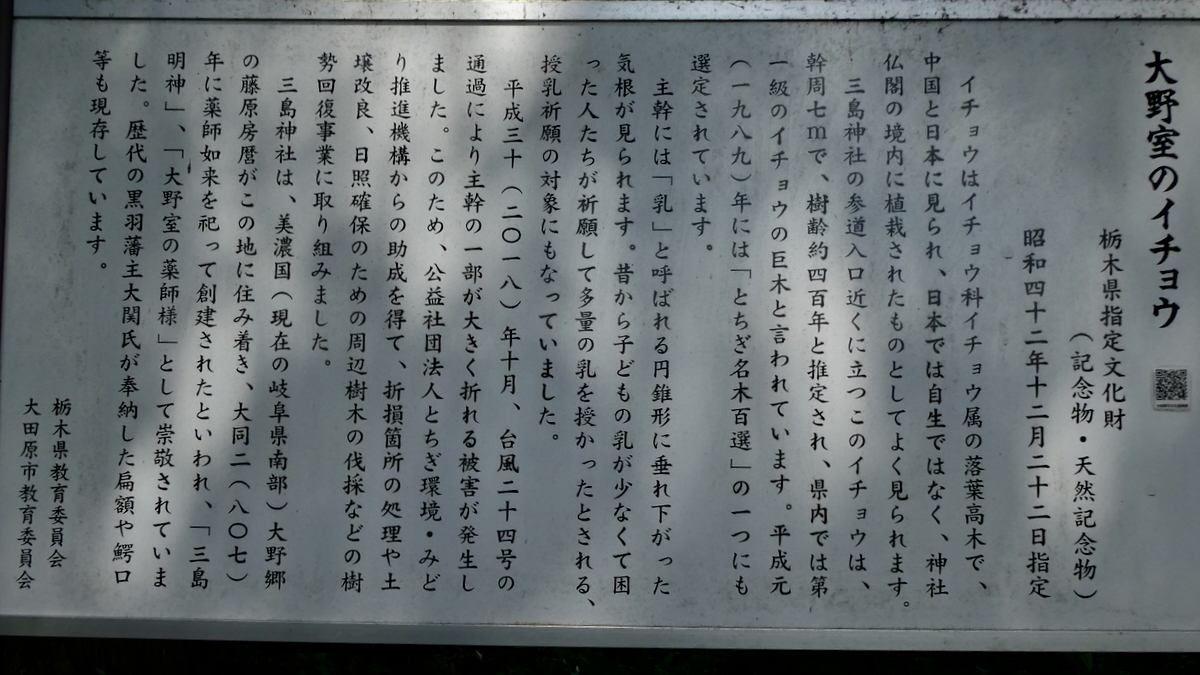 大野室のイチョウ
栃木県指定文化財
（記念物・天然記念物）
昭和四十二年十二月二十二日指定
イチョウはイチョウ科イチョウ属の落葉高木で、
中国と日本に見られ、日本では自生ではなく、神社
仏閣の境内に植栽されたものとしてよく見られます。
三島神社の参道入口近くに立つこのイチョウは、
幹周七ｍで、樹齢約四百年と推定され、県内では第
一級のイチョウの巨木と言われています。平成元
（一九八九）年には「とちぎ名木百選」の一つにも
選定されています。
主幹には「乳」と呼ばれる円錐形に垂れ下がった
気根が見られます。昔から子どもの乳が少なくて困
った人たちが祈願して多量の乳を授かったとされる、
授乳祈願の対象にもなっていました。
平成三十（二〇一八）年十月、台風二十四号の
通過により主幹の一部が大きく折れる被害が発生し
ました。このため、公益社団法人とちぎ環境・みど
り推進機構からの助成を得て、折損箇所の処理や土
壌改良、日照確保のための周辺樹木の伐採などの樹
勢回復事業に取り組みました。
三島神社は、美濃国（現在の岐阜県南部）大野郷
の藤原房暦がこの地に住み着き、大同二（八〇七）
年に薬師如来を祀って創建されたといわれ、「三島
明神」、「大野室の薬師様」として崇敬されていま
した。歴代の黒羽藩主大関氏が奉納した扁額や鰐口
等も現存しています。
栃木県教育委員会
大田原市教育委員会